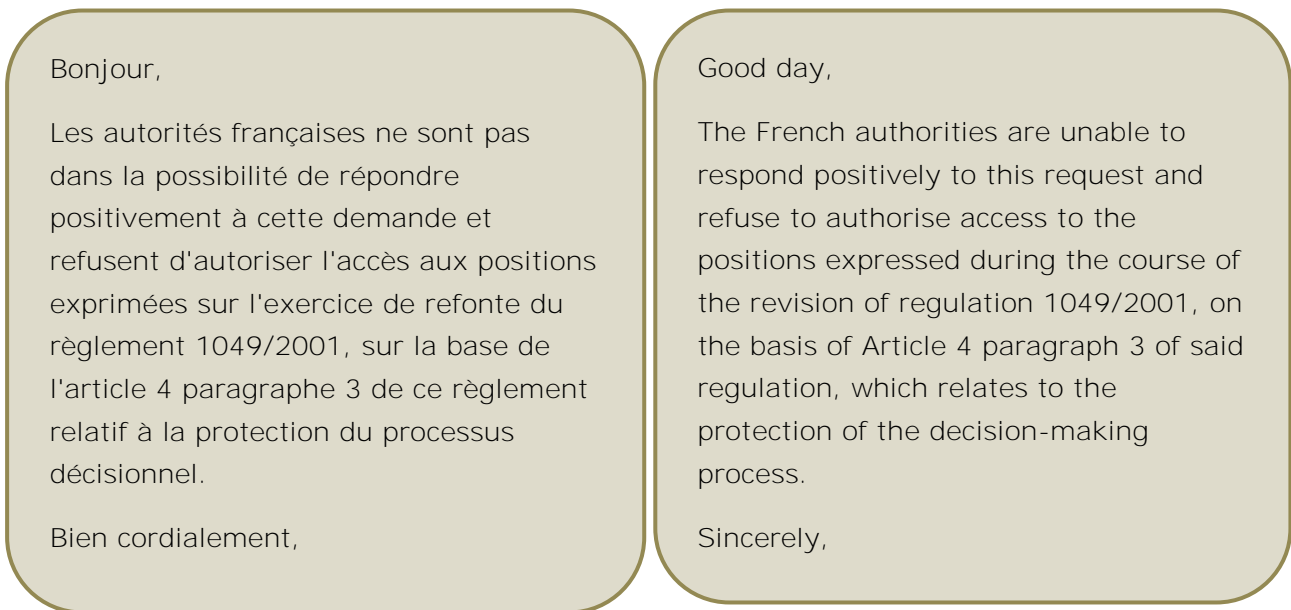 Bonjour,
Les autorités françaises ne sont pas
dans la possibilité de répondre
positivement à cette demande et
refusent d'autoriser l'accès aux positions
exprimées sur l'exercice de refonte du
règlement 1049/2001, sur la base de
l'article 4 paragraphe 3 de ce règlement
relatif à la protection du processus
décisionnel.
Bien cordialement,
Good day,
The French authorities are unable to
respond positively to this request and
refuse to authorise access to the
positions expressed during the course of
the revision of regulation 1049/2001, on
the basis of Article 4 paragraph 3 of said
regulation, which relates to the
protection of the decision-making
process.
Sincerely,